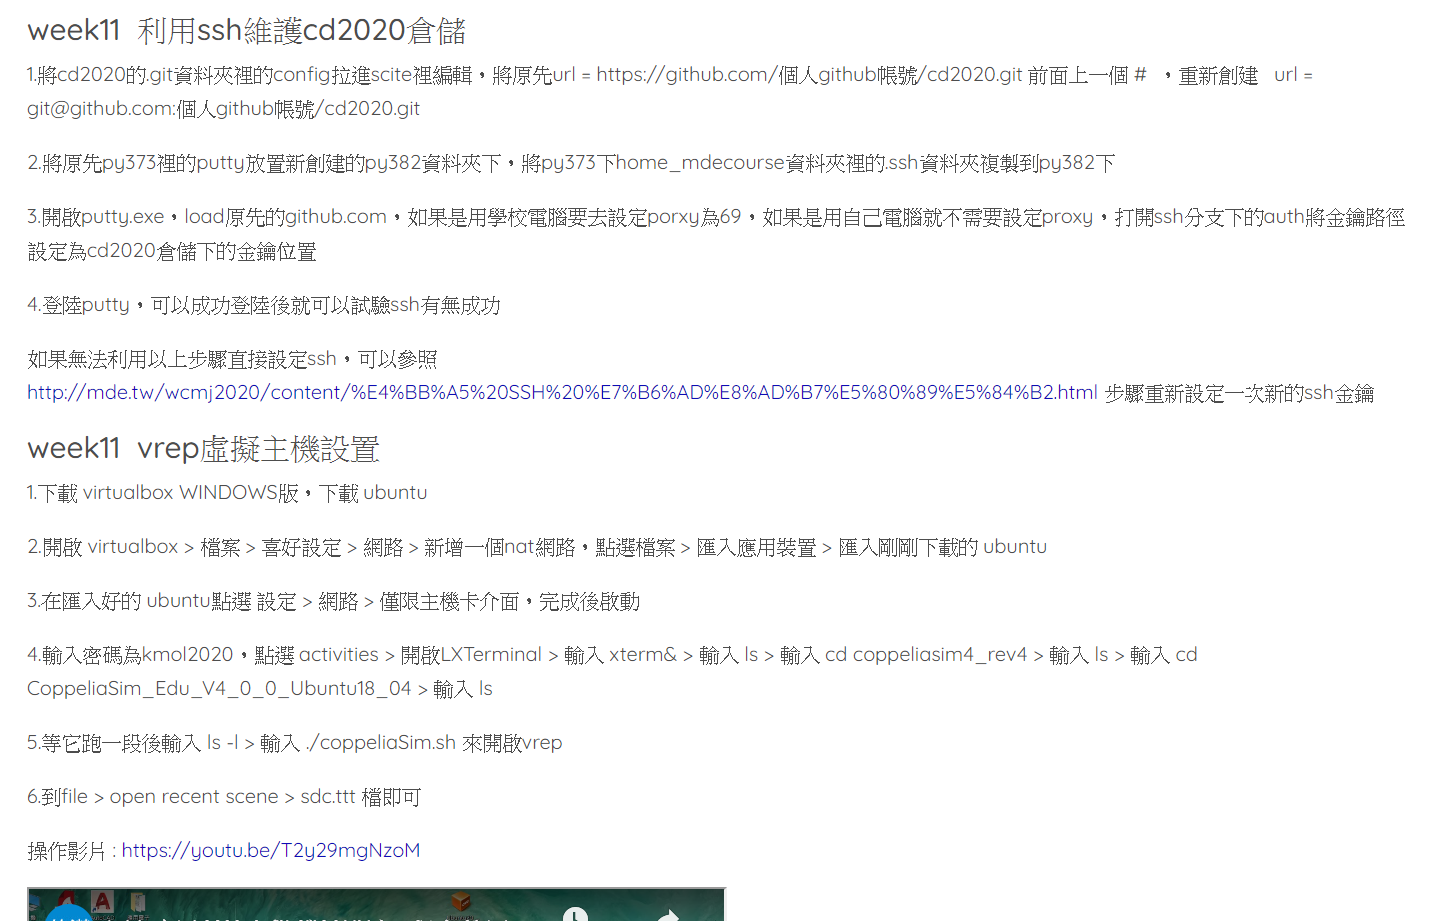 week11  利用ssh維護cd2020倉儲
1.將cd2020的.git資料夾裡的config拉進scite裡編輯，將原先url = https://github.com/個人github帳號/cd2020.git 前面上一個 #  ，重新創建   url =
git@github.com:個人github帳號/cd2020.git
2.將原先py373裡的putty放置新創建的py382資料夾下，將py373下home_mdecourse資料夾裡的.ssh資料夾複製到py382下
3.開啟putty.exe，load原先的github.com，如果是用學校電腦要去設定porxy為69，如果是用自己電腦就不需要設定proxy，打開ssh分支下的auth將金鑰路徑
設定為cd2020倉儲下的金鑰位置
4.登陸putty，可以成功登陸後就可以試驗ssh有無成功
如果無法利用以上步驟直接設定ssh，可以參照
http://mde.tw/wcmj2020/content/%E4%BB%A5%20SSH%20%E7%B6%AD%E8%AD%B7%E5%80%89%E5%84%B2.html 步驟重新設定一次新的ssh金鑰
week11  vrep虛擬主機設置
1.下載 virtualbox WINDOWS版，下載 ubuntu
2.開啟 virtualbox > 檔案 > 喜好設定 > 網路 > 新增一個nat網路，點選檔案 > 匯入應用裝置 > 匯入剛剛下載的 ubuntu
3.在匯入好的 ubuntu點選 設定 > 網路 > 僅限主機卡介面，完成後啟動
4.輸入密碼為kmol2020，點選 activities > 開啟LXTerminal > 輸入 xterm& > 輸入 ls > 輸入 cd coppeliasim4_rev4 > 輸入 ls > 輸入 cd
CoppeliaSim_Edu_V4_0_0_Ubuntu18_04 > 輸入 ls
5.等它跑一段後輸入 ls -l > 輸入 ./coppeliaSim.sh 來開啟vrep
6.到file > open recent scene > sdc.ttt 檔即可
操作影片 : https://youtu.be/T2y29mgNzoM